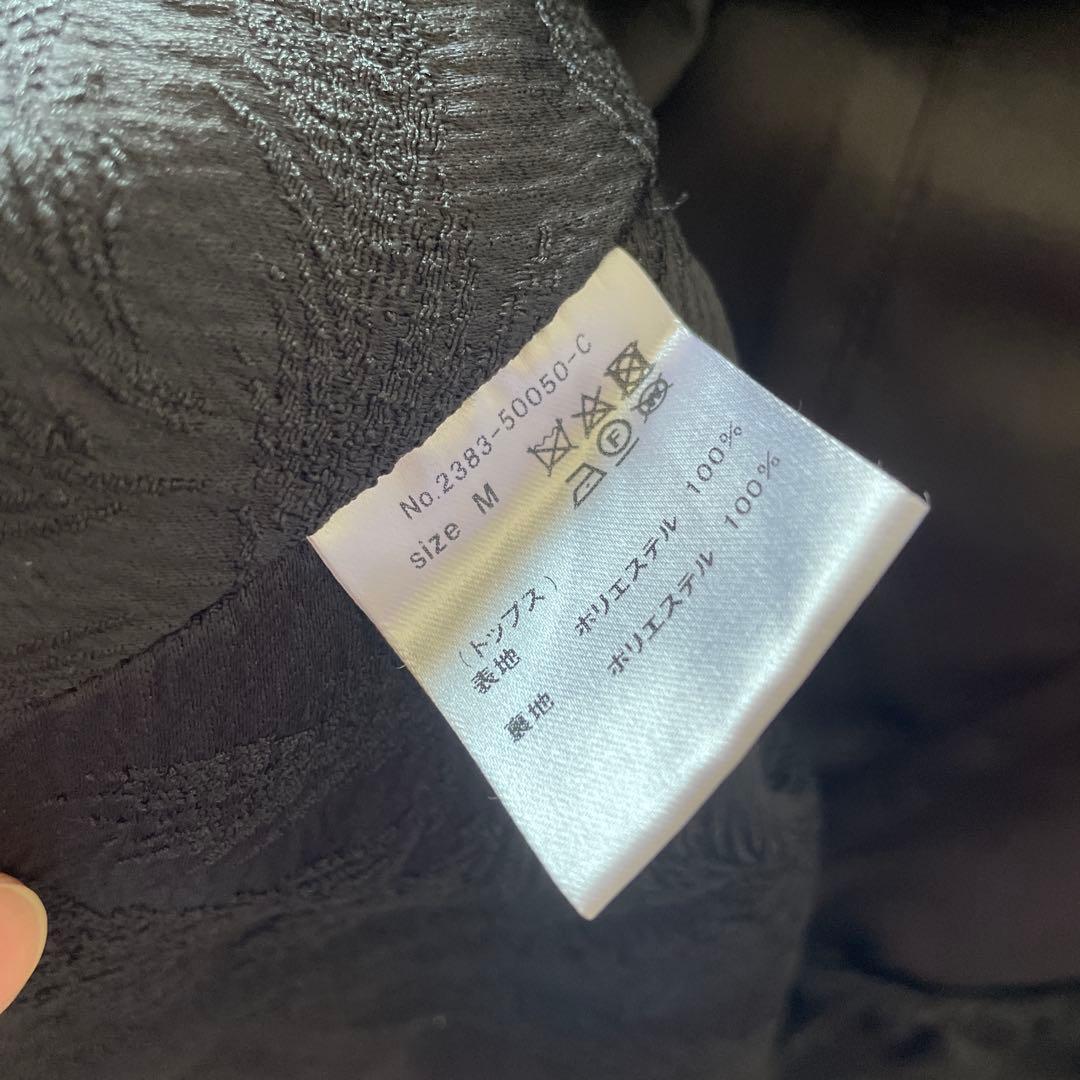 No.2383-50050-C
size M
F
(トップス)
表地 ポリエステル 100%
裏地 ポリエステル 100%